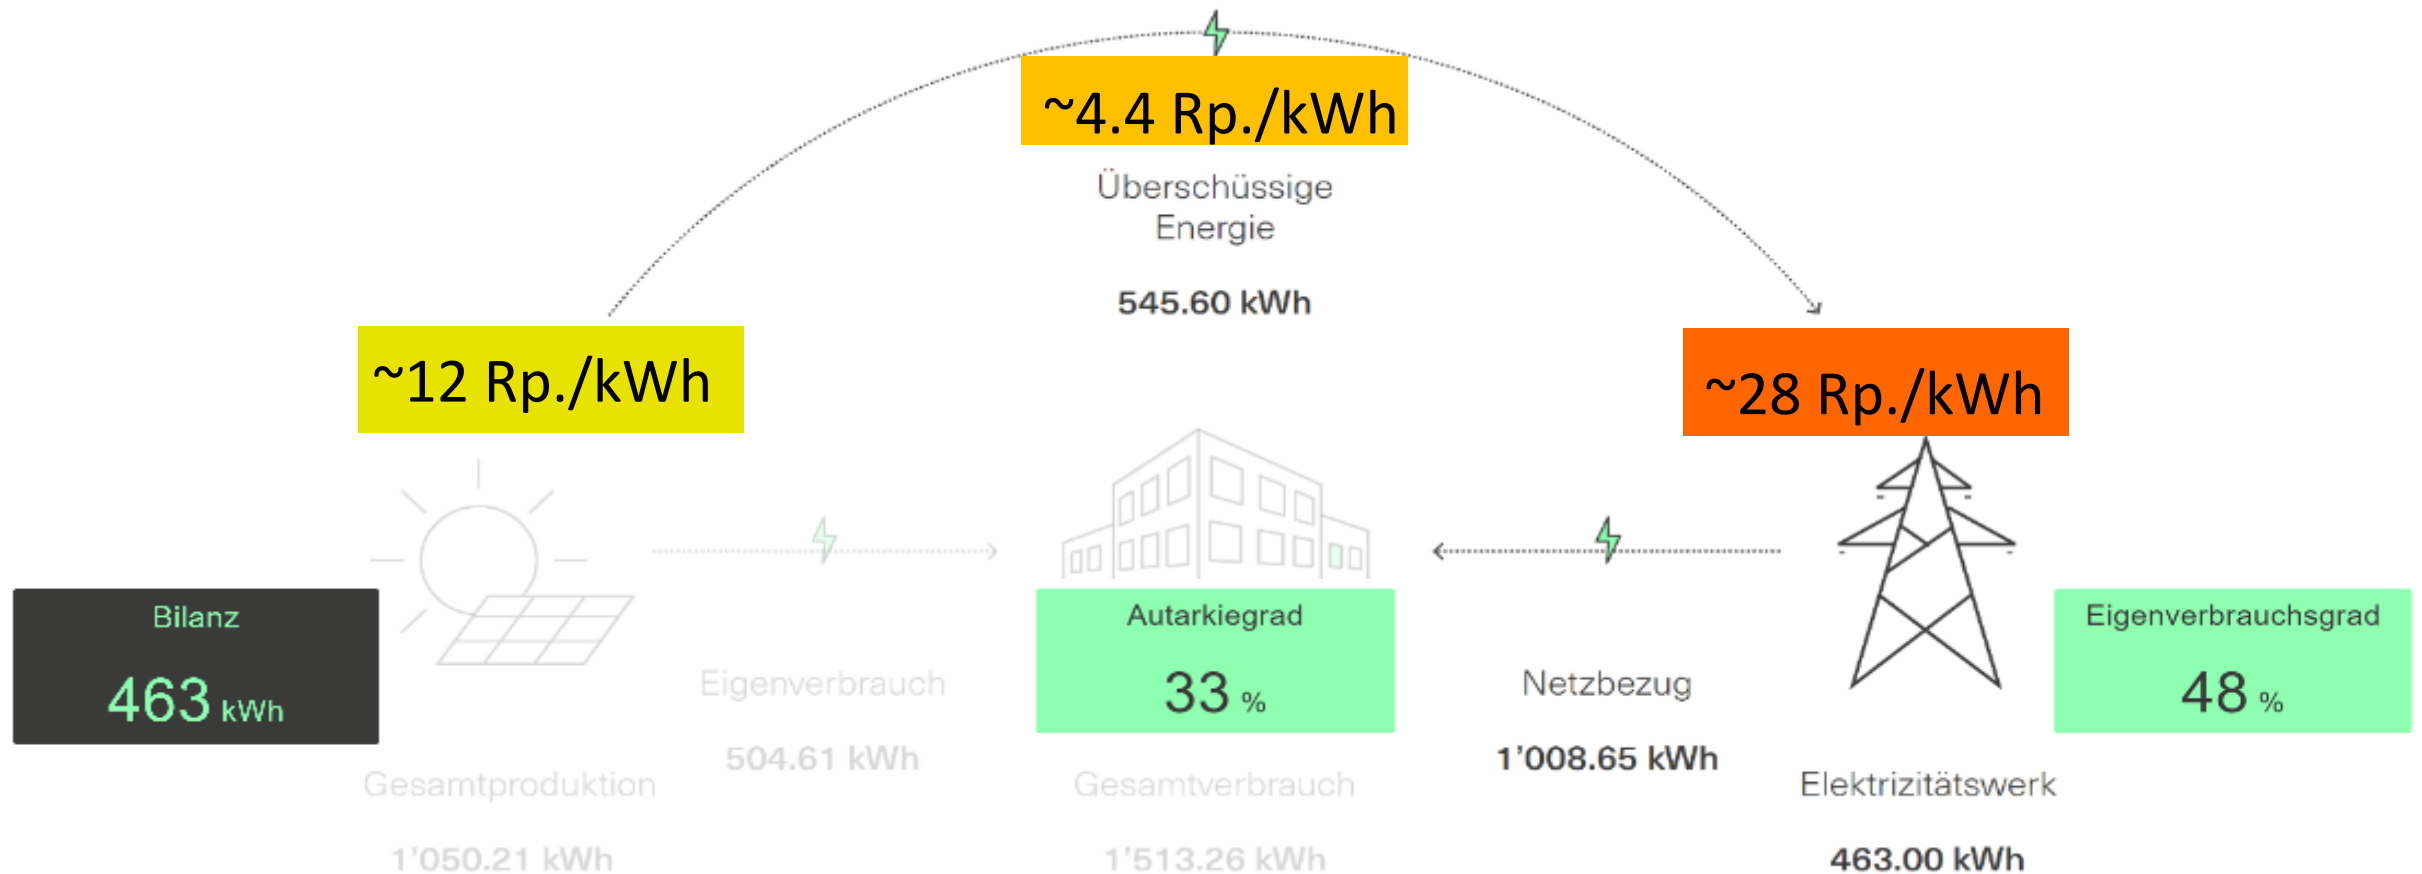 ~4.4 Rp./kWh
Überschüssige
Energie
545.60 kWh
~12 Rp./kWh
~28 Rp./kWh
Bilanz
463 kWh
Gesamtproduktion
1’050.21 kWh
Eigenverbrauch
504.61 kWh
Autarkiegrad
33 %
Gesamtverbrauch
1’513.26 kWh
Netzbezug
1’008.65 kWh
Elektrizitätswerk
463.00 kWh
Eigenverbrauchsgrad
48 %